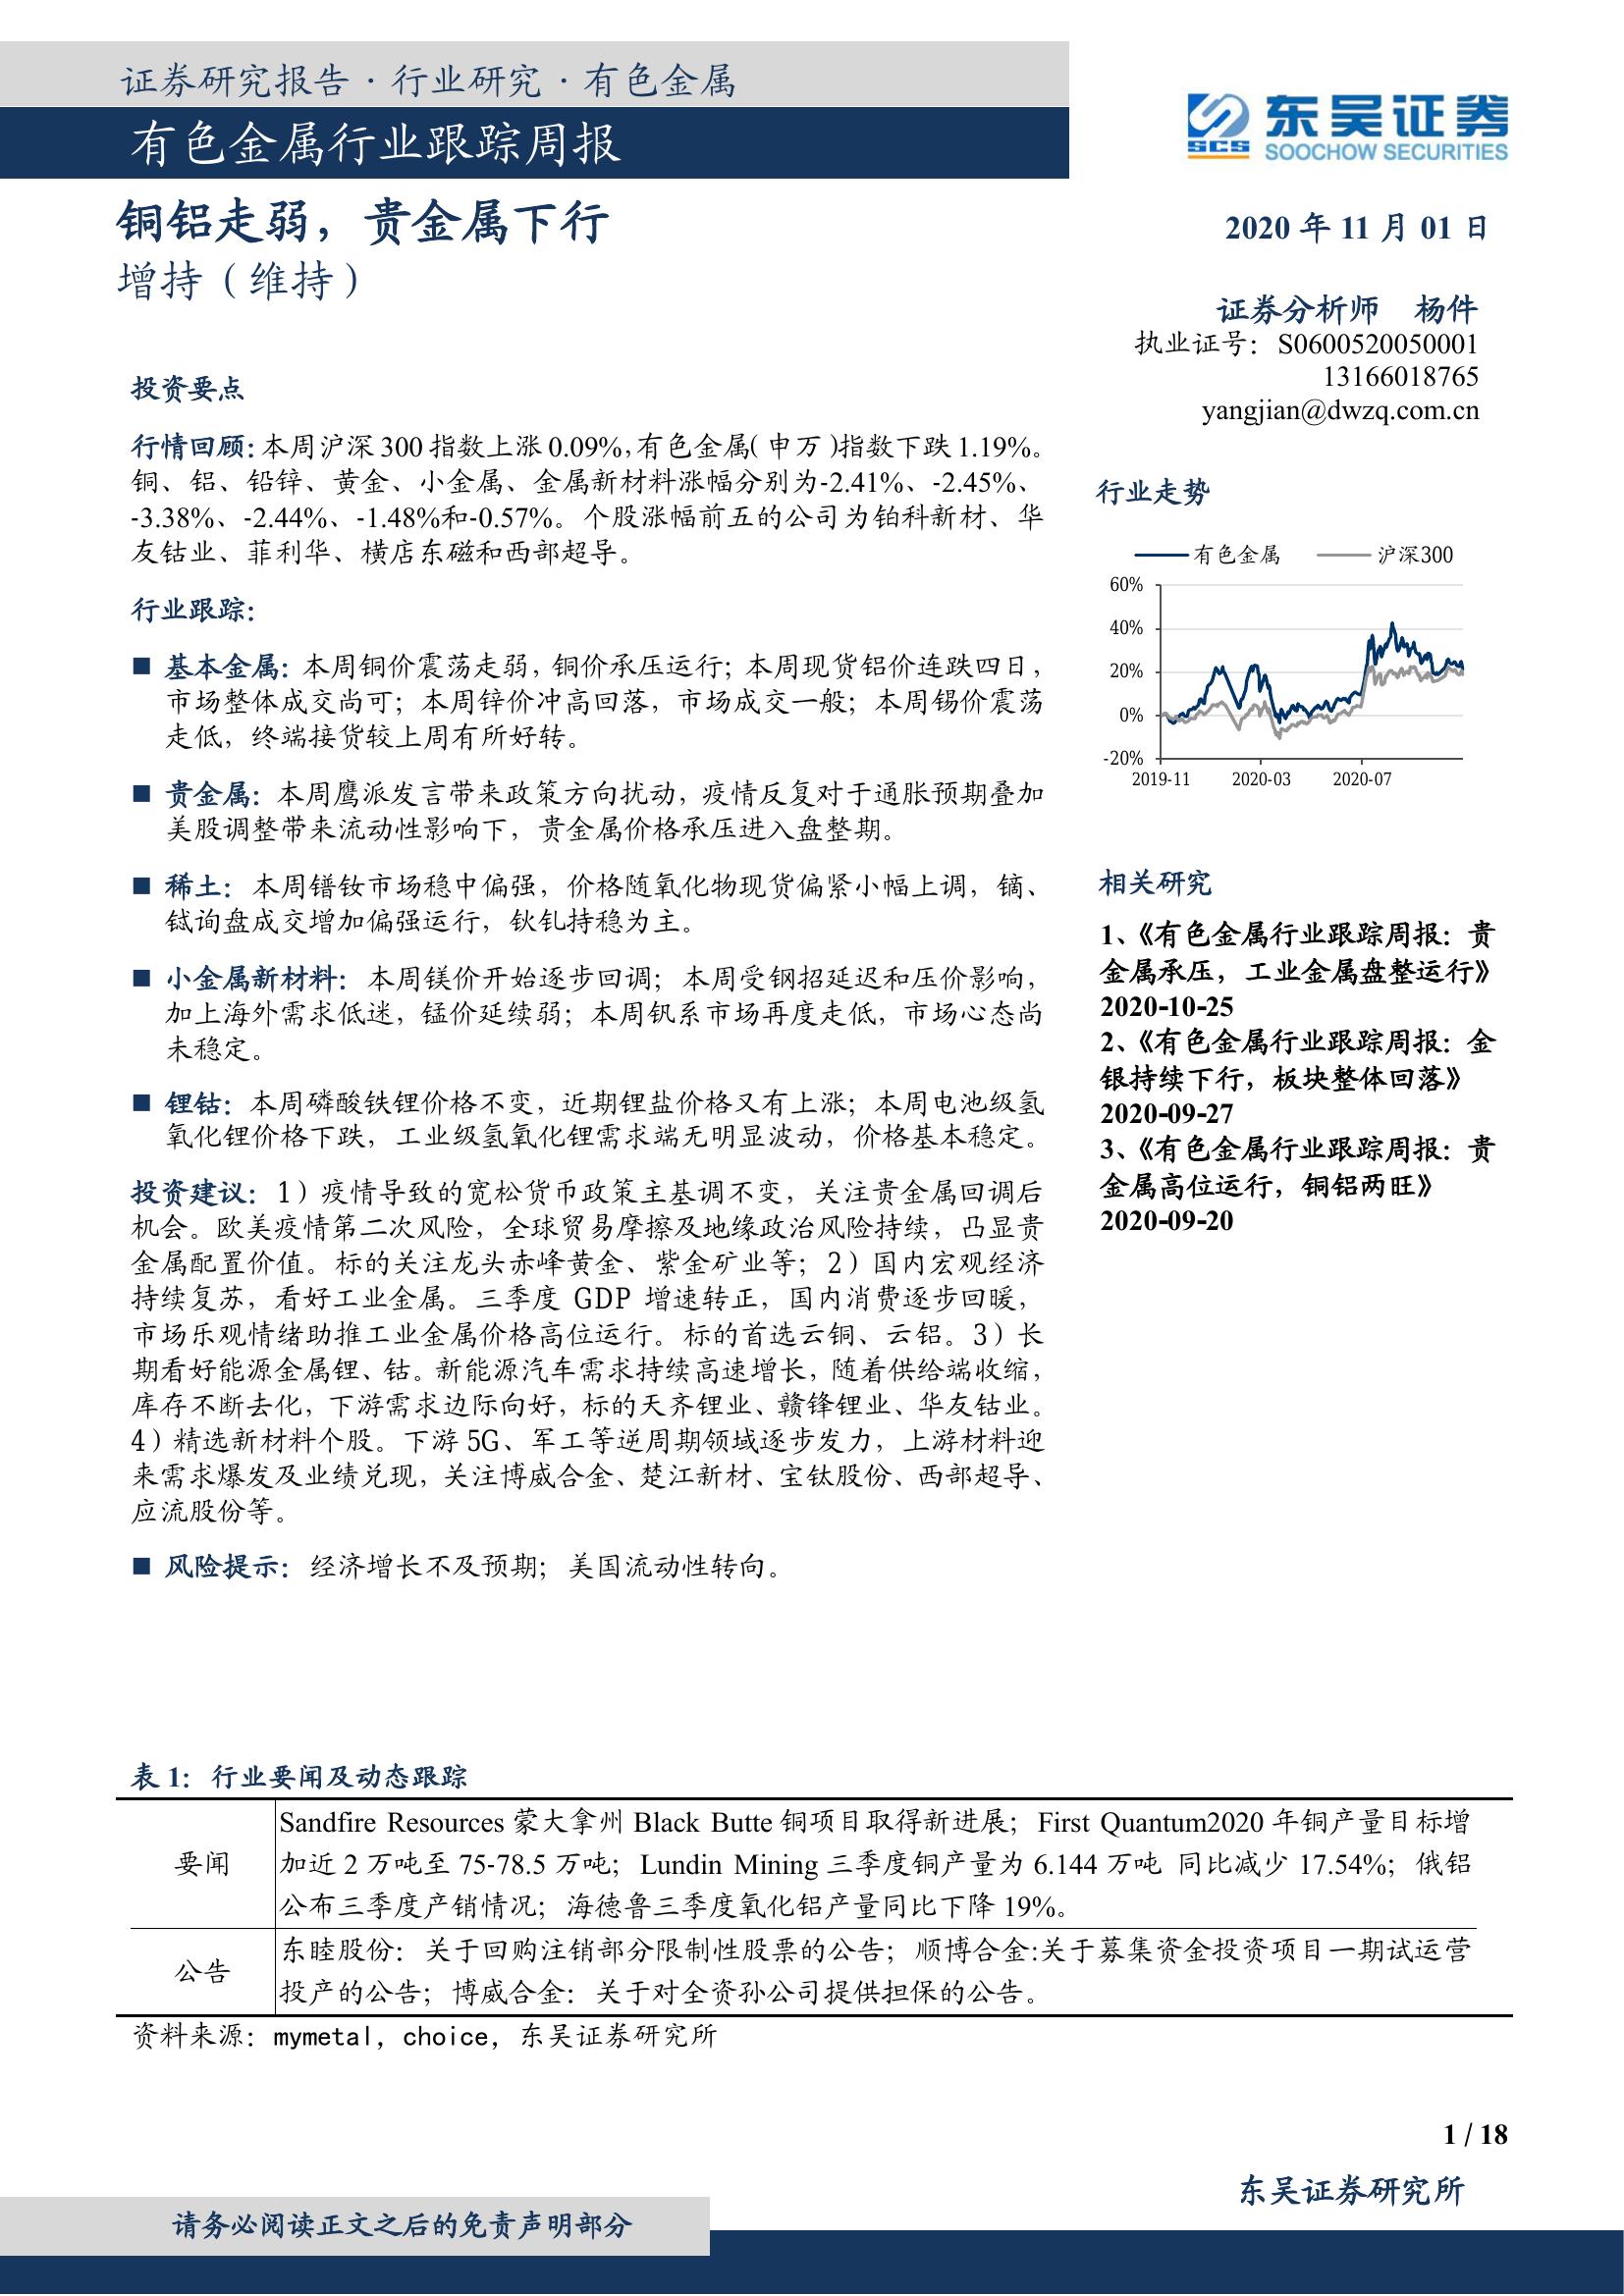 证券研究报告·行业研究·有色金属
有色金属行业跟踪周报
东吴证券
SCS
SOOCHOW SECURITIES
铜铝走弱，贵金属下行
增持（维持）
2020 年 11 月 01 日
证券分析师 杨件
执业证号：S0600520050001
13166018765
yangjian@dwzq.com.cn
投资要点
行情回顾：本周沪深 300 指数上涨 0.09%，有色金属（申万）指数下跌 1.19%。
铜、铝、铅锌、黄金、小金属、金属新材料涨幅分别为-2.41%、-2.45%、
-3.38%、-2.44%、-1.48%和-0.57%。个股涨幅前五的公司为铂科新材、华
友钴业、菲利华、横店东磁和西部超导。
行业跟踪：
■ 基本金属：本周铜价震荡走弱，铜价承压运行；本周现货铝价连跌四日，
市场整体成交尚可；本周锌价冲高回落，市场成交一般；本周锡价震荡
走低，终端接货较上周有所好转。
■ 贵金属：本周鹰派发言带来政策方向扰动，疫情反复对于通胀预期叠加
美股调整带来流动性影响下，贵金属价格承压进入盘整期。
■ 稀土：本周镨钕市场稳中偏强，价格随氧化物现货偏紧小幅上调，镝、
铽询盘成交增加偏强运行，钬钆持稳为主。
■ 小金属新材料：本周镁价开始逐步回调；本周受钢招延迟和压价影响，
加上海外需求低迷，锰价延续弱；本周钒系市场再度走低，市场心态尚
未稳定。
■ 锂钴：本周磷酸铁锂价格不变，近期锂盐价格又有上涨；本周电池级氢
氧化锂价格下跌，工业级氢氧化锂需求端无明显波动，价格基本稳定。
投资建议：1）疫情导致的宽松货币政策主基调不变，关注贵金属回调后
机会。欧美疫情第二次风险，全球贸易摩擦及地缘政治风险持续，凸显贵
金属配置价值。标的关注龙头赤峰黄金、紫金矿业等；2）国内宏观经济
持续复苏，看好工业金属。三季度 GDP 增速转正，国内消费逐步回暖，
市场乐观情绪助推工业金属价格高位运行。标的首选云铜、云铝。3）长
期看好能源金属锂、钴。新能源汽车需求持续高速增长，随着供给端收缩，
库存不断去化，下游需求边际向好，标的天齐锂业、赣锋锂业、华友钴业。
4）精选新材料个股。下游 5G、军工等逆周期领域逐步发力，上游材料迎
来需求爆发及业绩兑现，关注博威合金、楚江新材、宝钛股份、西部超导、
应流股份等。
■ 风险提示：经济增长不及预期；美国流动性转向。
行业走势
有色金属 沪深300
60%
40%
20%
0%
-20%
2019-11 2020-03 2020-07
相关研究
1、《有色金属行业跟踪周报：贵
金属承压，工业金属盘整运行》
2020-10-25
2、《有色金属行业跟踪周报：金
银持续下行，板块整体回落》
2020-09-27
3、《有色金属行业跟踪周报：贵
金属高位运行，铜铝两旺》
2020-09-20
表 1：行业要闻及动态跟踪
要闻
Sandfire Resources 蒙大拿州 Black Butte 铜项目取得新进展；First Quantum2020 年铜产量目标增
加近 2 万吨至 75-78.5 万吨；Lundin Mining 三季度铜产量为 6.144 万吨 同比减少 17.54%；俄铝
公布三季度产销情况；海德鲁三季度氧化铝产量同比下降 19%。
公告
东睦股份：关于回购注销部分限制性股票的公告；顺博合金:关于募集资金投资项目一期试运营
投产的公告；博威合金：关于对全资孙公司提供担保的公告。
资料来源：mymetal，choice，东吴证券研究所
1 / 18
东吴证券研究所
请务必阅读正文之后的免责声明部分